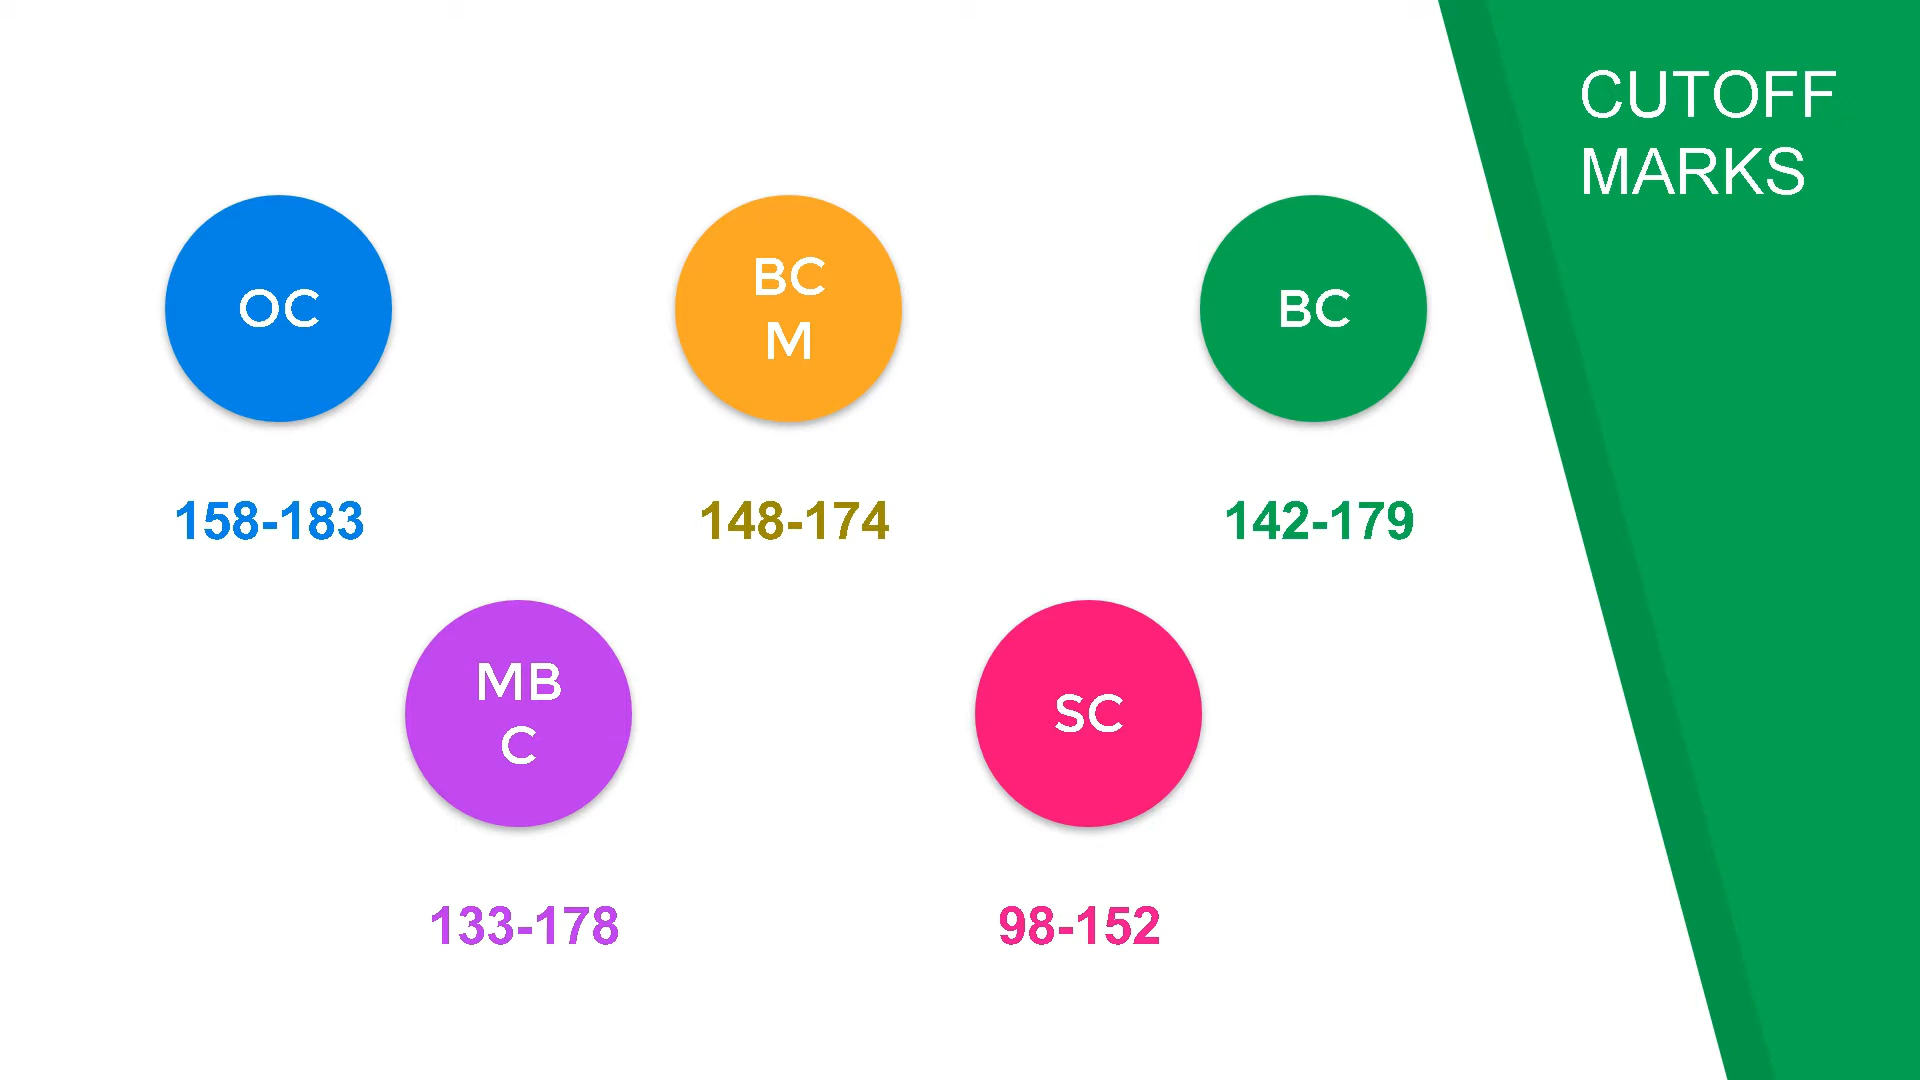 CUTOFF
MARKS
OC
BC
M
BC
158-183
148-174
142-179
MB
C
SC
133-178
98-152